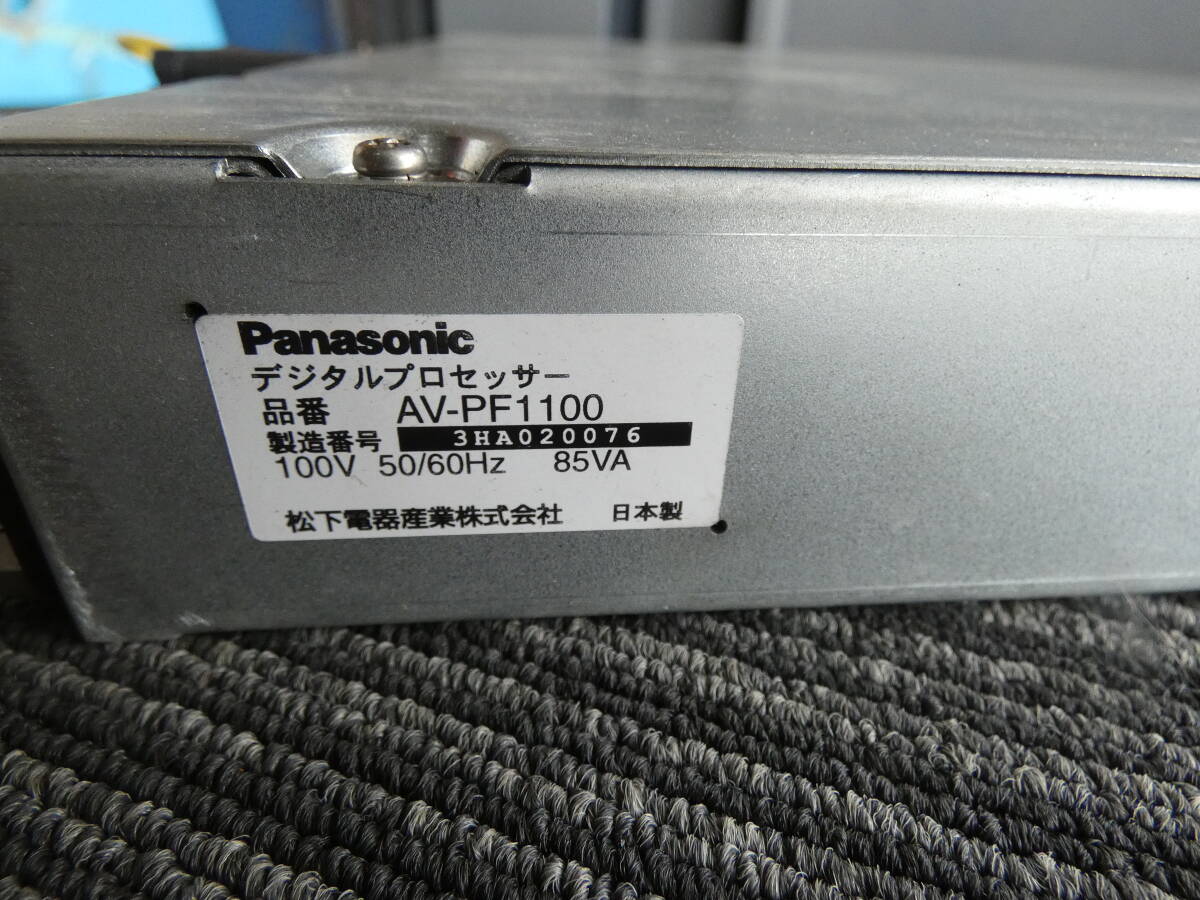 Panasonic
デジタルプロセッサー
品番 AV-PF1100
製造番号 3HA020076
100V 50/60Hz 85VA
松下電器産業株式会社 日本製